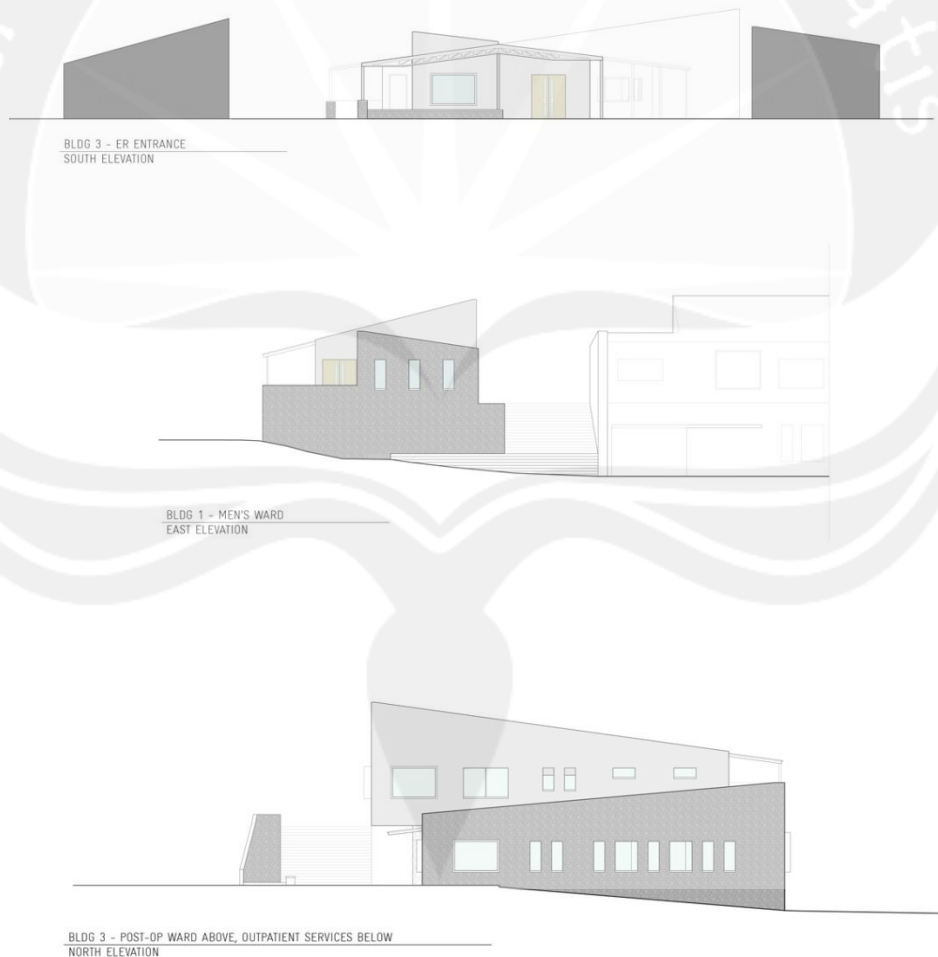 BLDG 3 - ER ENTRANCE
SOUTH ELEVATION
BLDG 1 - MEN'S WARD
EAST ELEVATION
BLDG 3 - POST-OP WARD ABOVE, OUTPATIENT SERVICES BELOW
NORTH ELEVATION